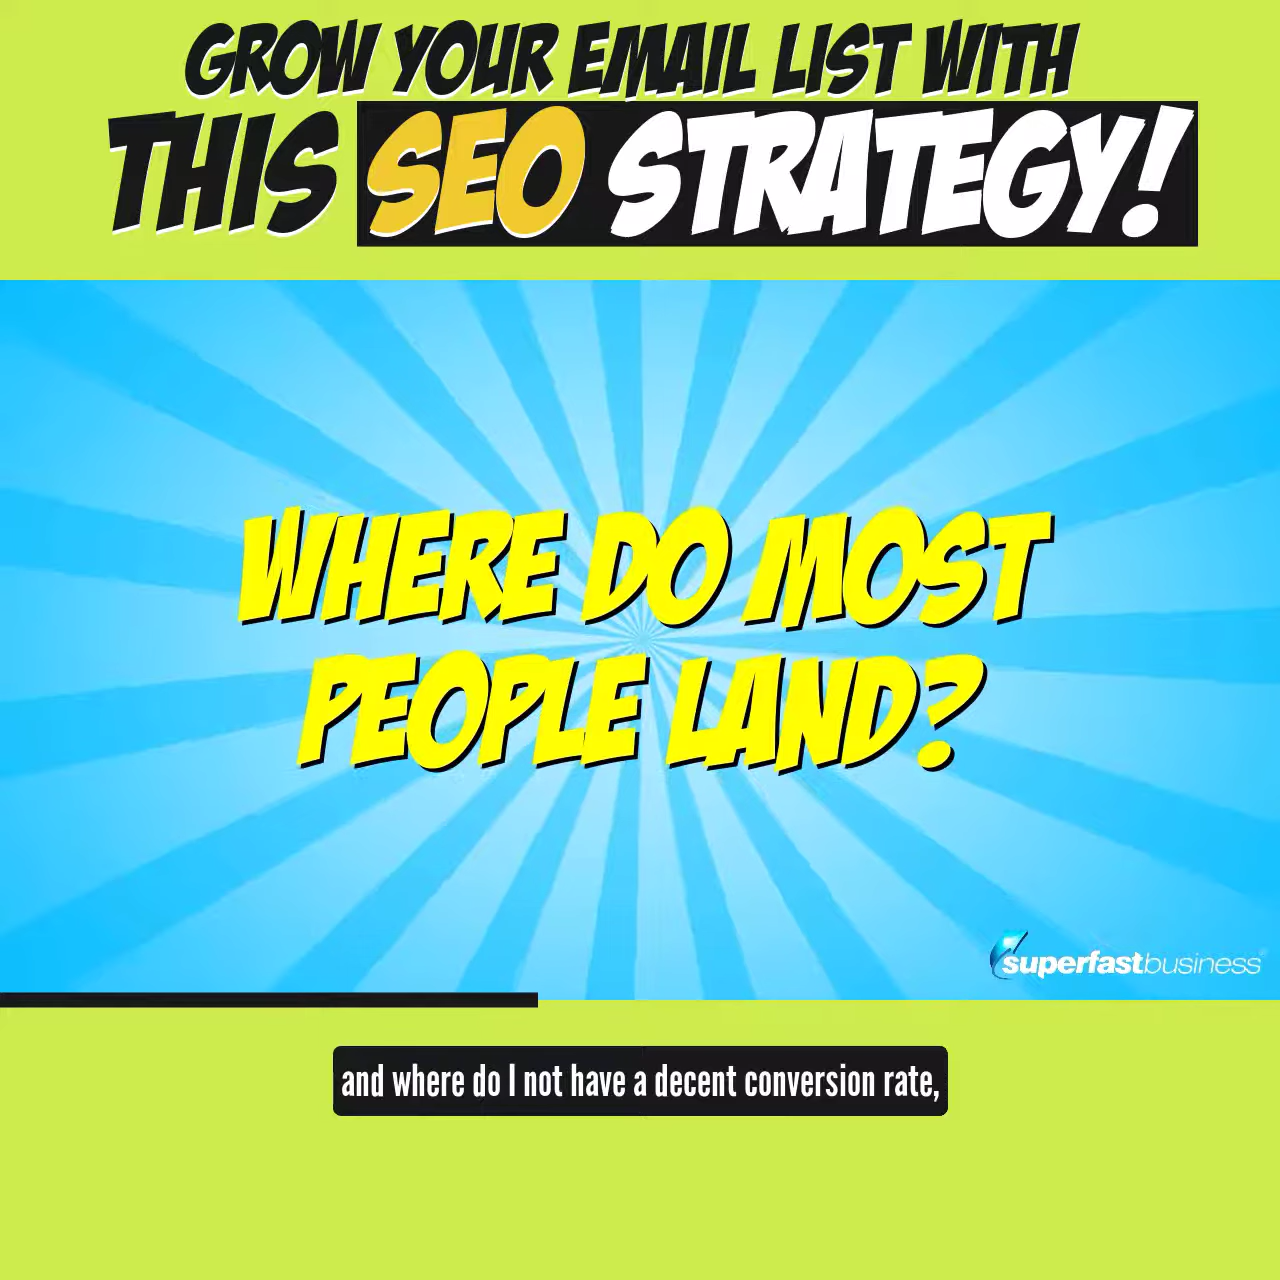 GROW YOUR EMAIL LIST WITH
THIS SEO STRATEGY!
WHERE DO MOST
PEOPLE LAND?
superfastbusiness®
and where do I not have a decent conversion rate,